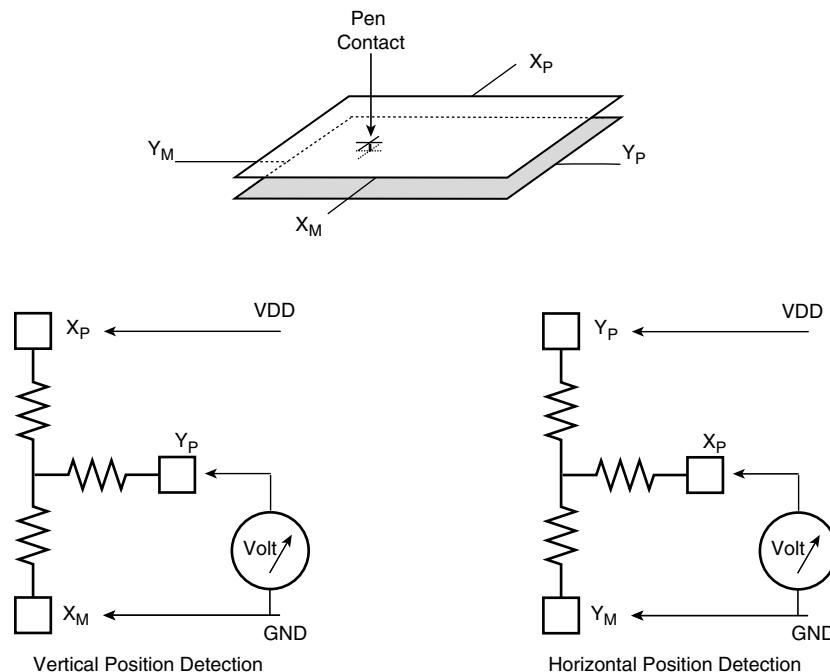 Pen
Contact
X_P
Y_M
Y_P
X_M
X_P
VDD
Y_P
Volt
X_M
GND
Vertical Position Detection
Y_P
VDD
X_P
Volt
Y_M
GND
Horizontal Position Detection